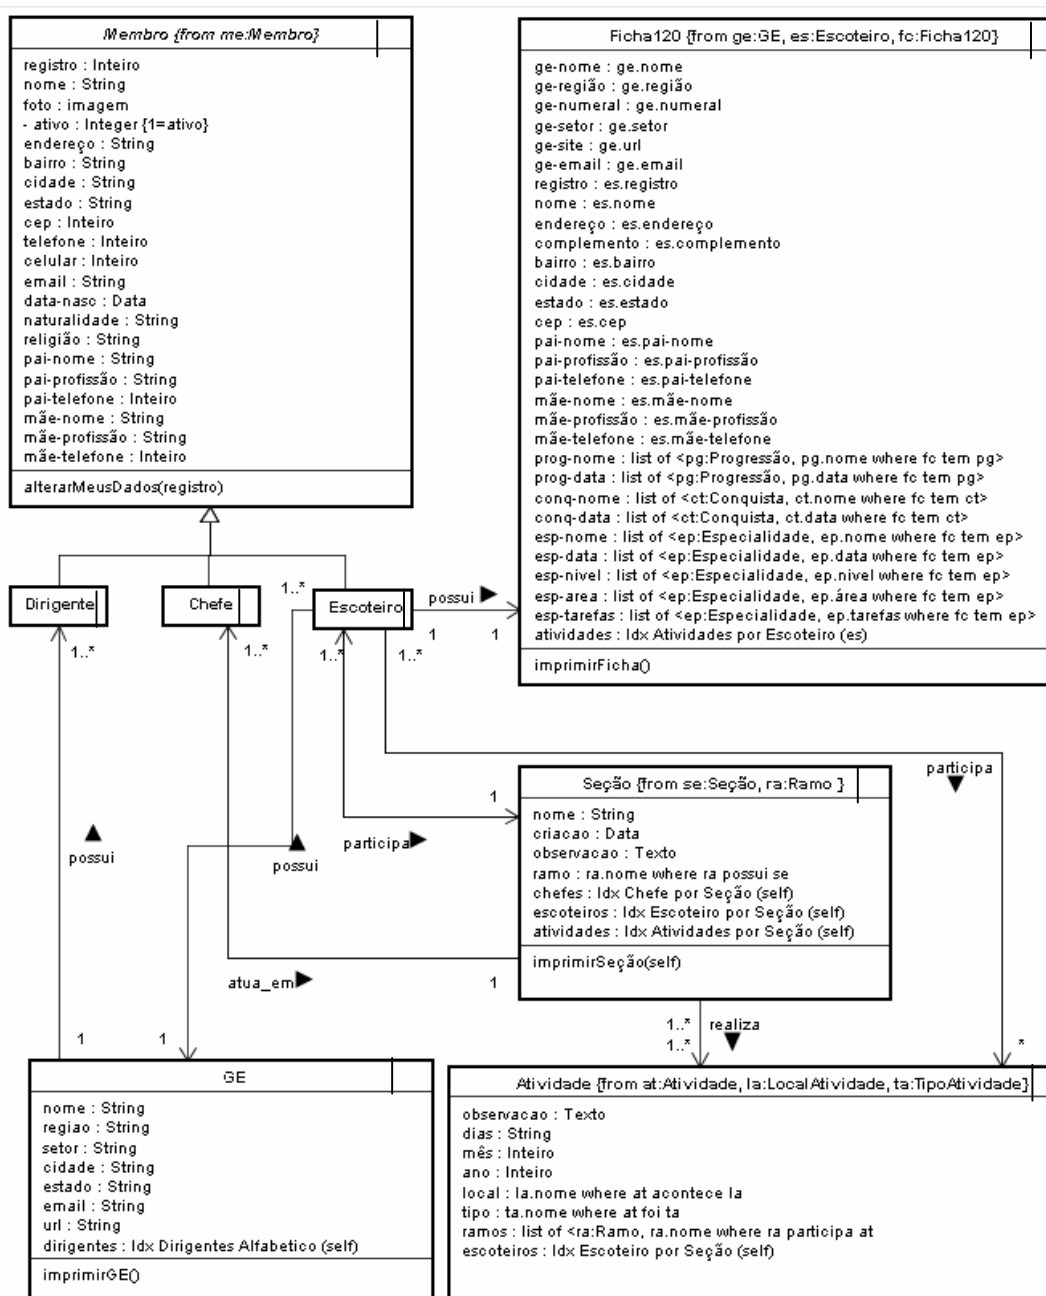 Membro {from me:Membro}
registro : Inteiro
nome : String
foto : imagem
- ativo : Integer {1=ativo}
endereço : String
bairro : String
cidade : String
estado : String
cep : Inteiro
telefone : Inteiro
celular : Inteiro
email : String
data-nasc : Data
naturalidade : String
religião : String
pai-nome : String
pai-profissão : String
pai-telefone : Inteiro
mãe-nome : String
mãe-profissão : String
mãe-telefone : Inteiro
alterarMeusDados(registro)
Ficha120 {from ge:GE, es:Escoteiro, fc:Ficha120}
ge-nome : ge.nome
ge-região : ge.região
ge-numeral : ge.numeral
ge-setor : ge.setor
ge-site : ge.url
ge-email : ge.email
registro : es.registro
nome : es.nome
endereço : es.endereço
complemento : es.complemento
bairro : es.bairro
cidade : es.cidade
estado : es.estado
cep : es.cep
pai-nome : es.pai-nome
pai-profissão : es.pai-profissão
pai-telefone : es.pai-telefone
mãe-nome : es.mãe-nome
mãe-profissão : es.mãe-profissão
mãe-telefone : es.mãe-telefone
prog-nome : list of <pg:Progressão, pg.nome where fc tem pg>
prog-data : list of <pg:Progressão, pg.data where fc tem pg>
conq-nome : list of <ct:Conquista, ct.nome where fc tem ct>
conq-data : list of <ct:Conquista, ct.data where fc tem ct>
esp-nome : list of <ep:Especialidade, ep.nome where fc tem ep>
esp-data : list of <ep:Especialidade, ep.data where fc tem ep>
esp-nivel : list of <ep:Especialidade, ep.nivel where fc tem ep>
esp-area : list of <ep:Especialidade, ep.área where fc tem ep>
esp-tarefas : list of <ep:Especialidade, ep.tarefas where fc tem ep>
atividades : Idx Atividades por Escoteiro (es)
imprimirFicha()
Dirigente
Chefe
1..*
Escoteiro
possui
1
1
1..*
1..*
1..*
1..*
participa
possui
possui
participa
1
atua_em
1
Seção {from se:Seção, ra:Ramo }
nome : String
criacao : Data
observacao : Texto
ramo : ra.nome where ra possui se
chefes : Idx Chefe por Seção (self)
escoteiros : Idx Escoteiro por Seção (self)
atividades : Idx Atividades por Seção (self)
imprimirSeção(self)
1..*
realiza
1..*
*
1
1
GE
nome : String
regiao : String
setor : String
cidade : String
estado : String
email : String
url : String
dirigentes : Idx Dirigentes Alfabetico (self)
imprimirGE()
Atividade {from at:Atividade, la:LocalAtividade, ta:TipoAtividade}
observacao : Texto
dias : String
mês : Inteiro
ano : Inteiro
local : la.nome where at acontece la
tipo : ta.nome where at foi ta
ramos : list of <ra:Ramo, ra.nome where ra participa at
escoteiros : Idx Escoteiro por Seção (self)